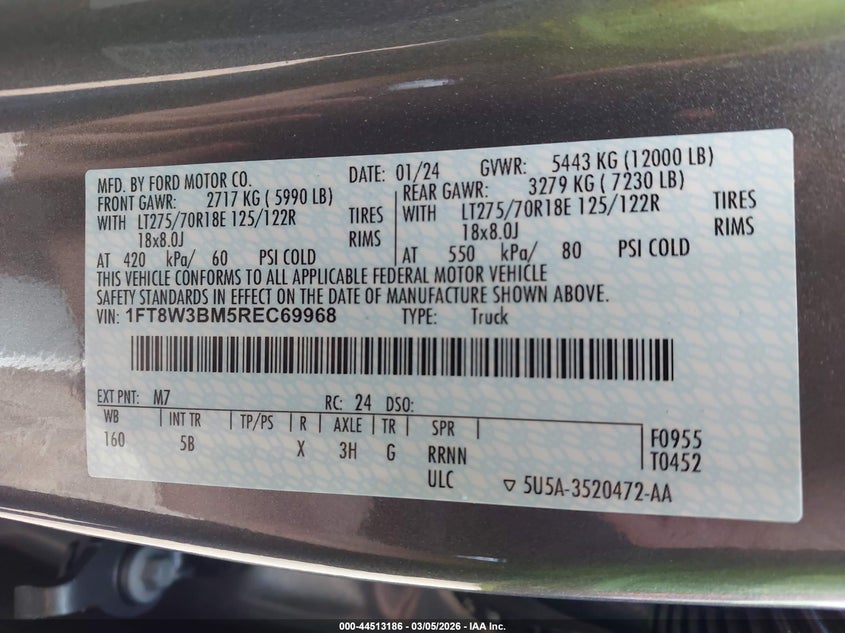 MFD. BY FORD MOTOR CO. DATE: 01/24 GVWR: 5443 KG (12000 LB)
FRONT GAWR: 2717 KG ( 5990 LB) REAR GAWR: 3279 KG ( 7230 LB)
WITH LT275/70R18E 125/122R TIRES WITH LT275/70R18E 125/122R TIRES
18x8.0J RIMS 18x8.0J RIMS
AT 420 kPa/ 60 PSI COLD AT 550 kPa/ 80 PSI COLD
THIS VEHICLE CONFORMS TO ALL APPLICABLE FEDERAL MOTOR VEHICLE
SAFETY STANDARDS IN EFFECT ON THE DATE OF MANUFACTURE SHOWN ABOVE.
VIN: 1FT8W3BM5REC69968 TYPE: Truck
EXT PNT: M7 RC: 24 DSO:
WB INT TR TP/PS R AXLE TR SPR
160 5B X 3H G RRNN
ULC
F0955
T0452
5U5A-3520472-AA
000-44513186 - 03/05/2026 - IAA Inc.